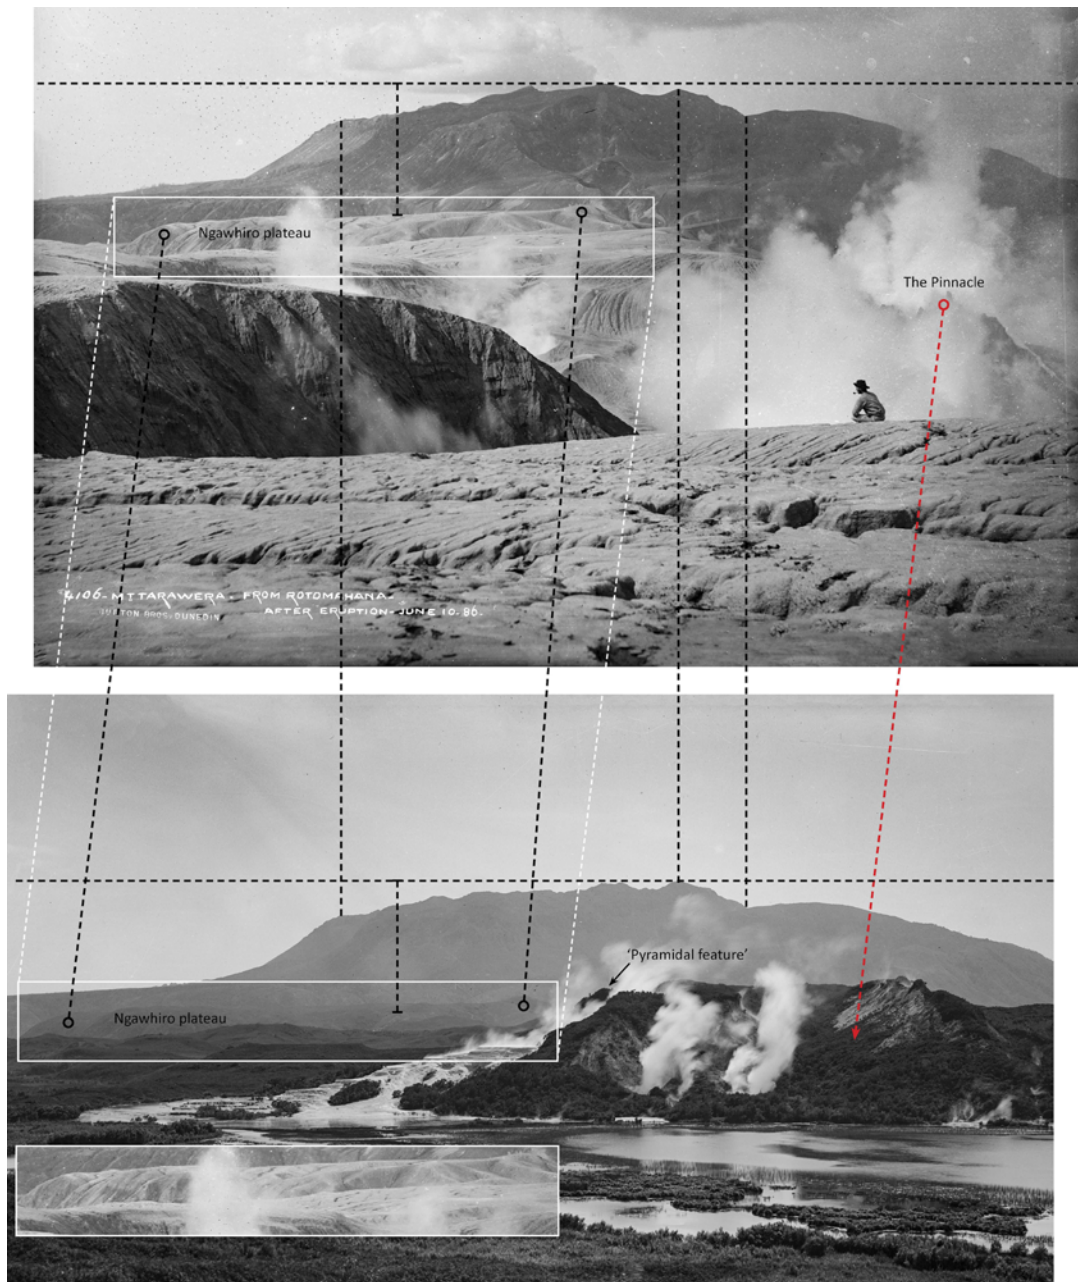 Ngawhiro plateau
The Pinnacle
4106 - MT TARAWERA - FROM ROTOMAHANA -
BURTON BROS - DUNEDIN
AFTER ERUPTION - JUNE 10. 86 -
'Pyramidal feature'
Ngawhiro plateau